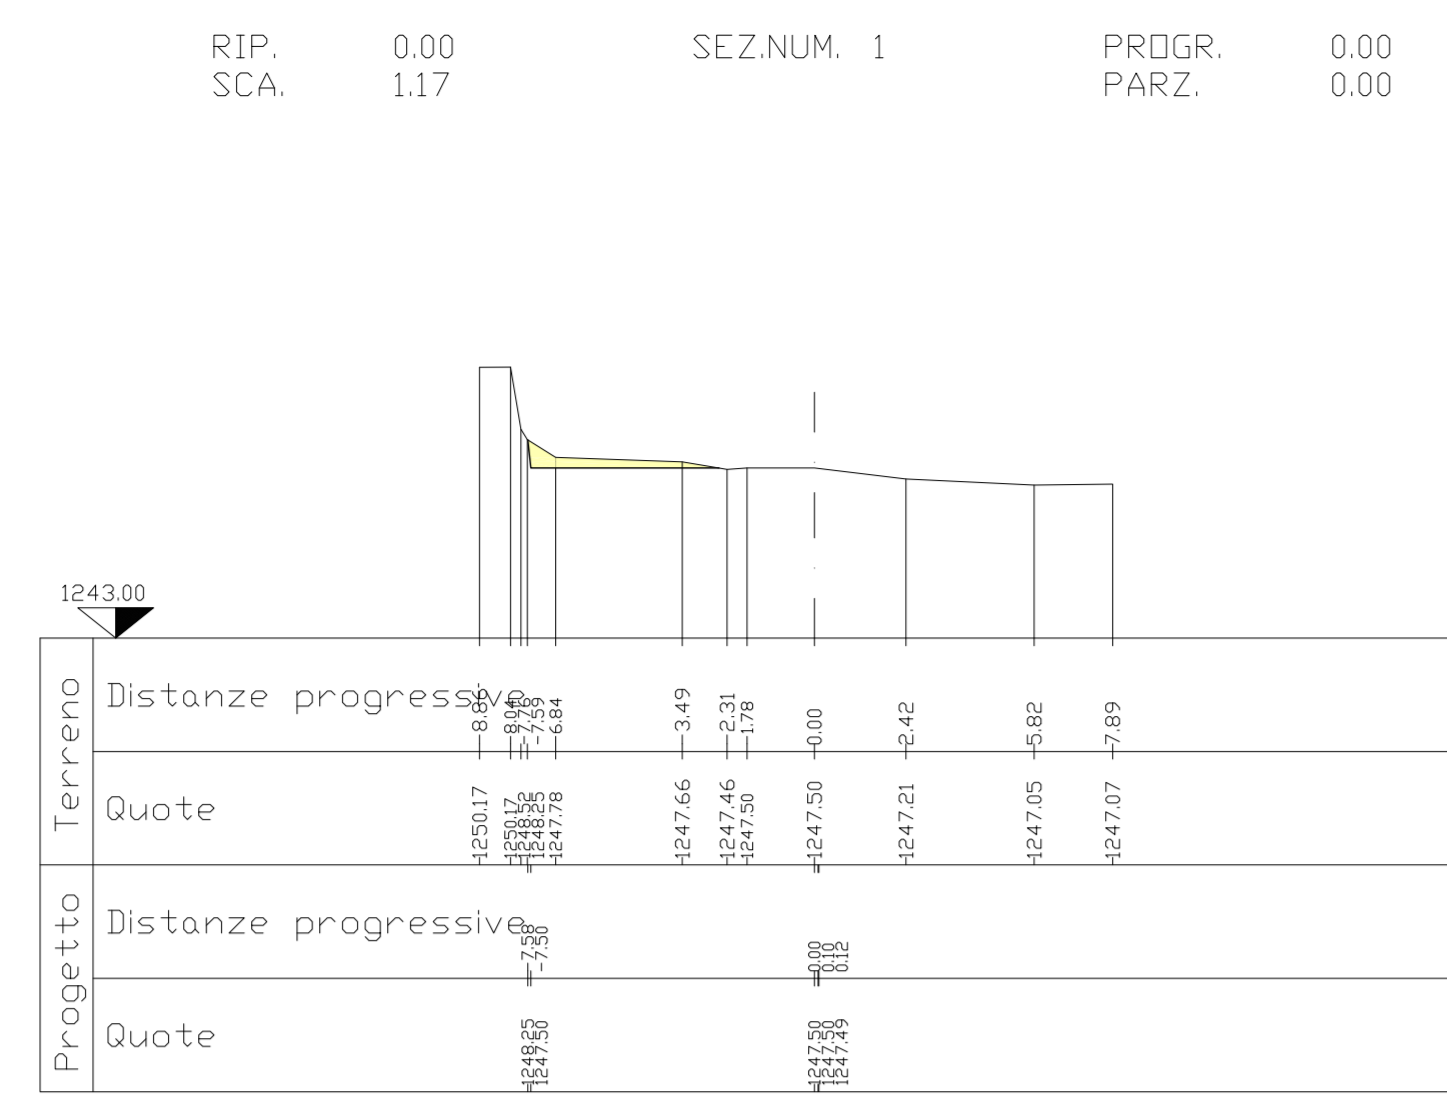 RIP. 0.00 SEZ.NUM. 1 PROGR. 0.00
SCA. 1.17 PARZ. 0.00
1243.00
Terreno
Distanze progressive
-8.86 -8.04 -7.76 -7.59 -6.84 -3.49 -2.31 -1.78 0.00 2.42 5.82 7.89
Quote
1250.17 1250.17 1248.52 1248.25 1247.78 1247.66 1247.46 1247.50 1247.50 1247.21 1247.05 1247.07
Progetto
Distanze progressive
-7.58 -7.50 0.00 0.10 0.12
Quote
1248.25 1247.50 1247.50 1247.50 1247.49